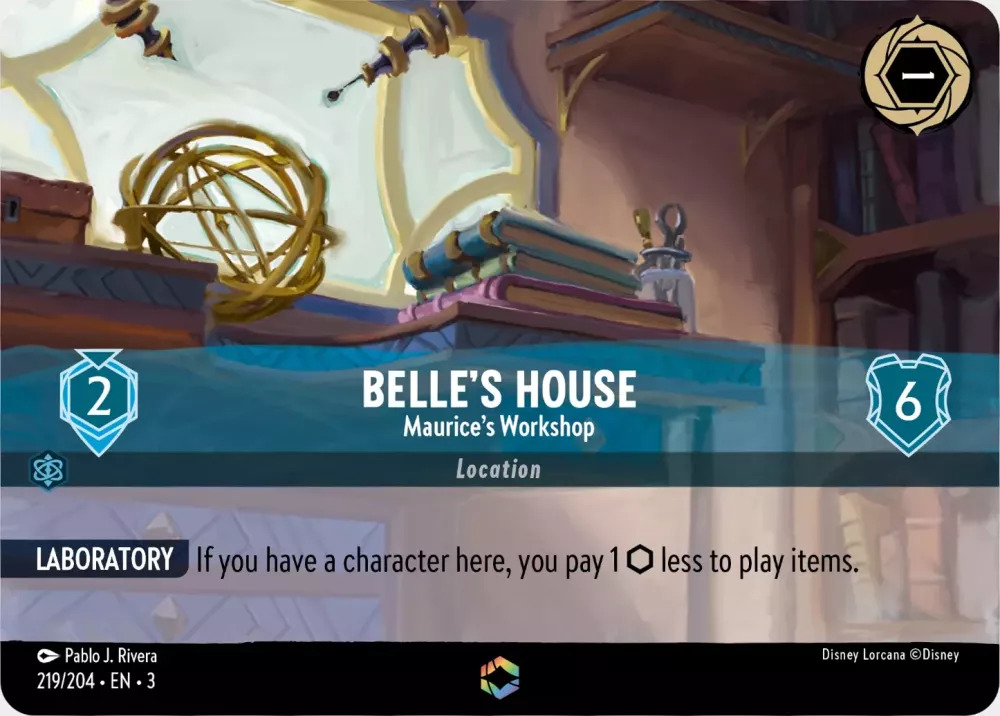 1
2
BELLE'S HOUSE
6
Maurice's Workshop
Location
LABORATORY If you have a character here, you pay 1 ⬡ less to play items.
Pablo J. Rivera
Disney Lorcana ©Disney
219/204 • EN • 3